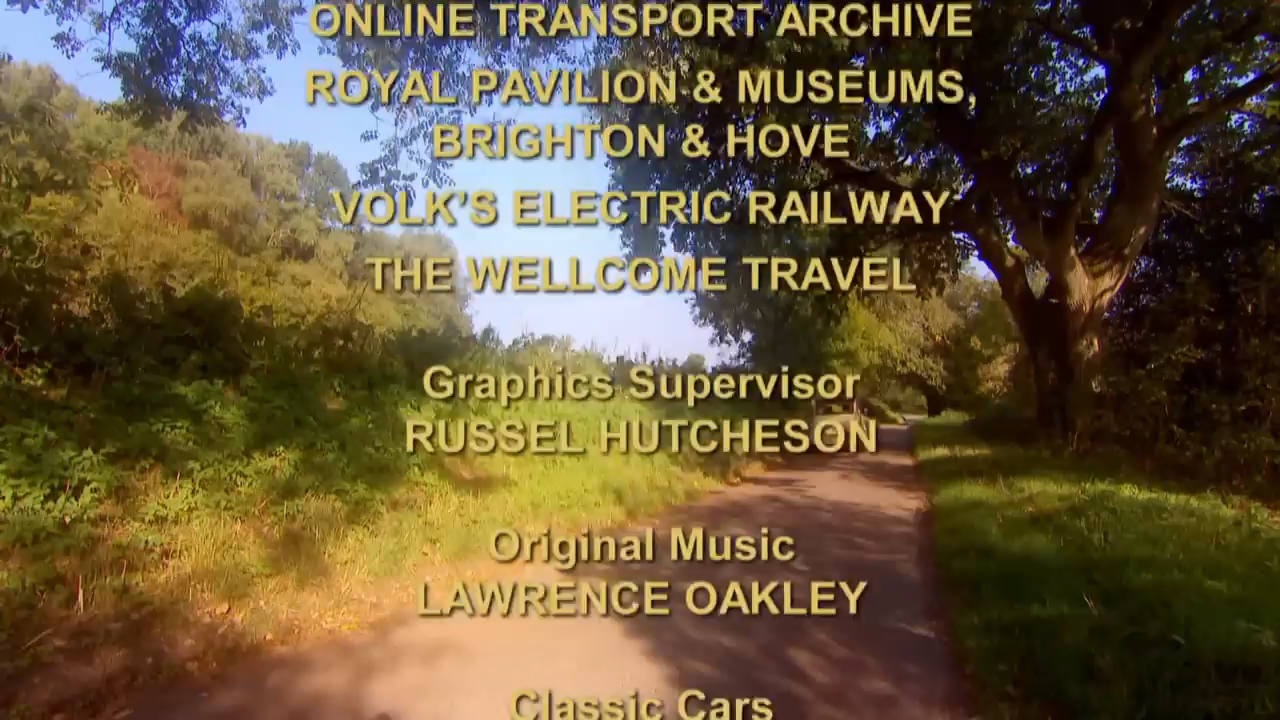 ONLINE TRANSPORT ARCHIVE
ROYAL PAVILION & MUSEUMS,
BRIGHTON & HOVE
VOLK'S ELECTRIC RAILWAY
THE WELLCOME TRAVEL
Graphics Supervisor
RUSSEL HUTCHESON
Original Music
LAWRENCE OAKLEY
Classic Cars